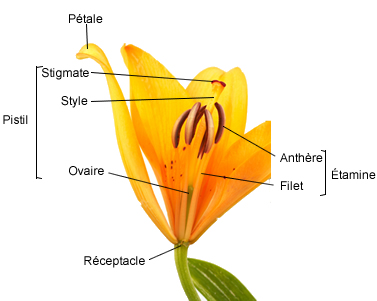 Pétale
Stigmate
Style
Pistil
Anthère
Ovaire
Étamine
Filet
Réceptacle